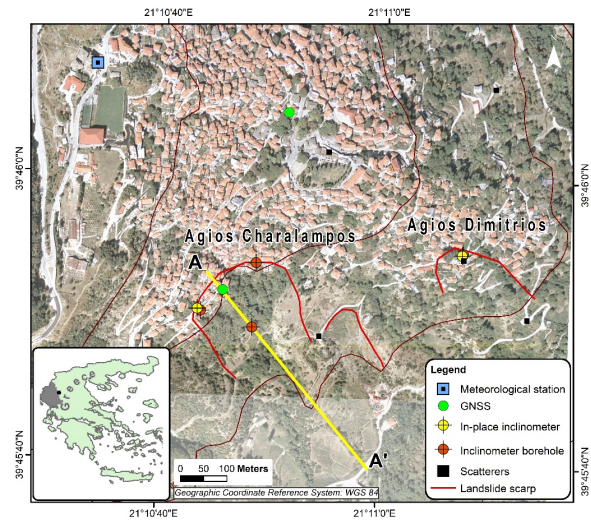 21°10'40"E
21°11'0"E
39°46'0"N
39°46'0"N
Agios Charalampos
Agios Dimitrios
A
A'
Legend
Meteorological station
GNSS
In-place inclinometer
Inclinometer borehole
Scatterers
Landslide scarp
Greece
0 50 100 Meters
Geographic Coordinate Reference System: WGS 84
39°45'40"N
39°45'40"N
21°10'40"E
21°11'0"E